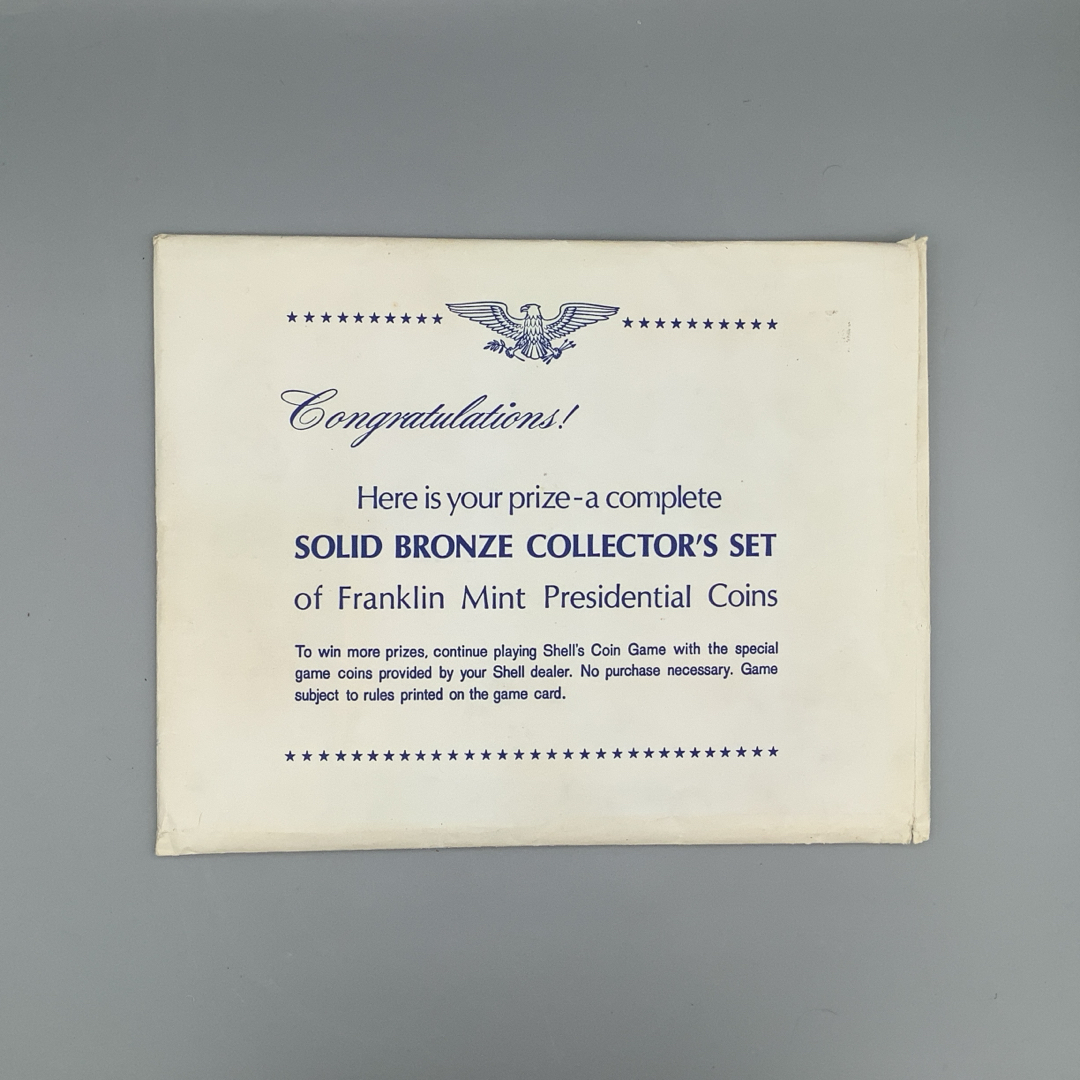 Congratulations!
Here is your prize-a complete
SOLID BRONZE COLLECTOR'S SET
of Franklin Mint Presidential Coins
To win more prizes, continue playing Shell's Coin Game with the special
game coins provided by your Shell dealer. No purchase necessary. Game
subject to rules printed on the game card.